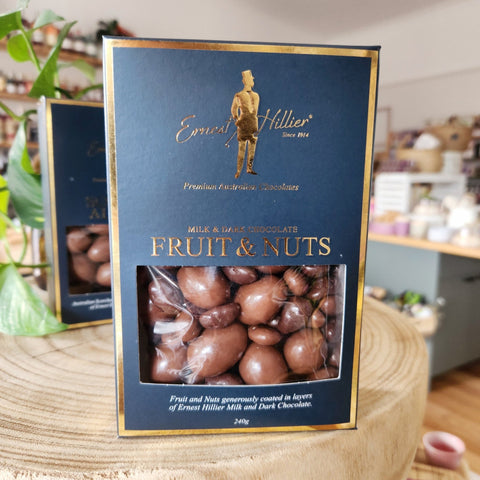 Ernest Hillier®
Since 1914
Premium Australian Chocolates
MILK & DARK CHOCOLATE
FRUIT & NUTS
Fruit and Nuts generously coated in layers
of Ernest Hillier Milk and Dark Chocolate.
240g
Ernest